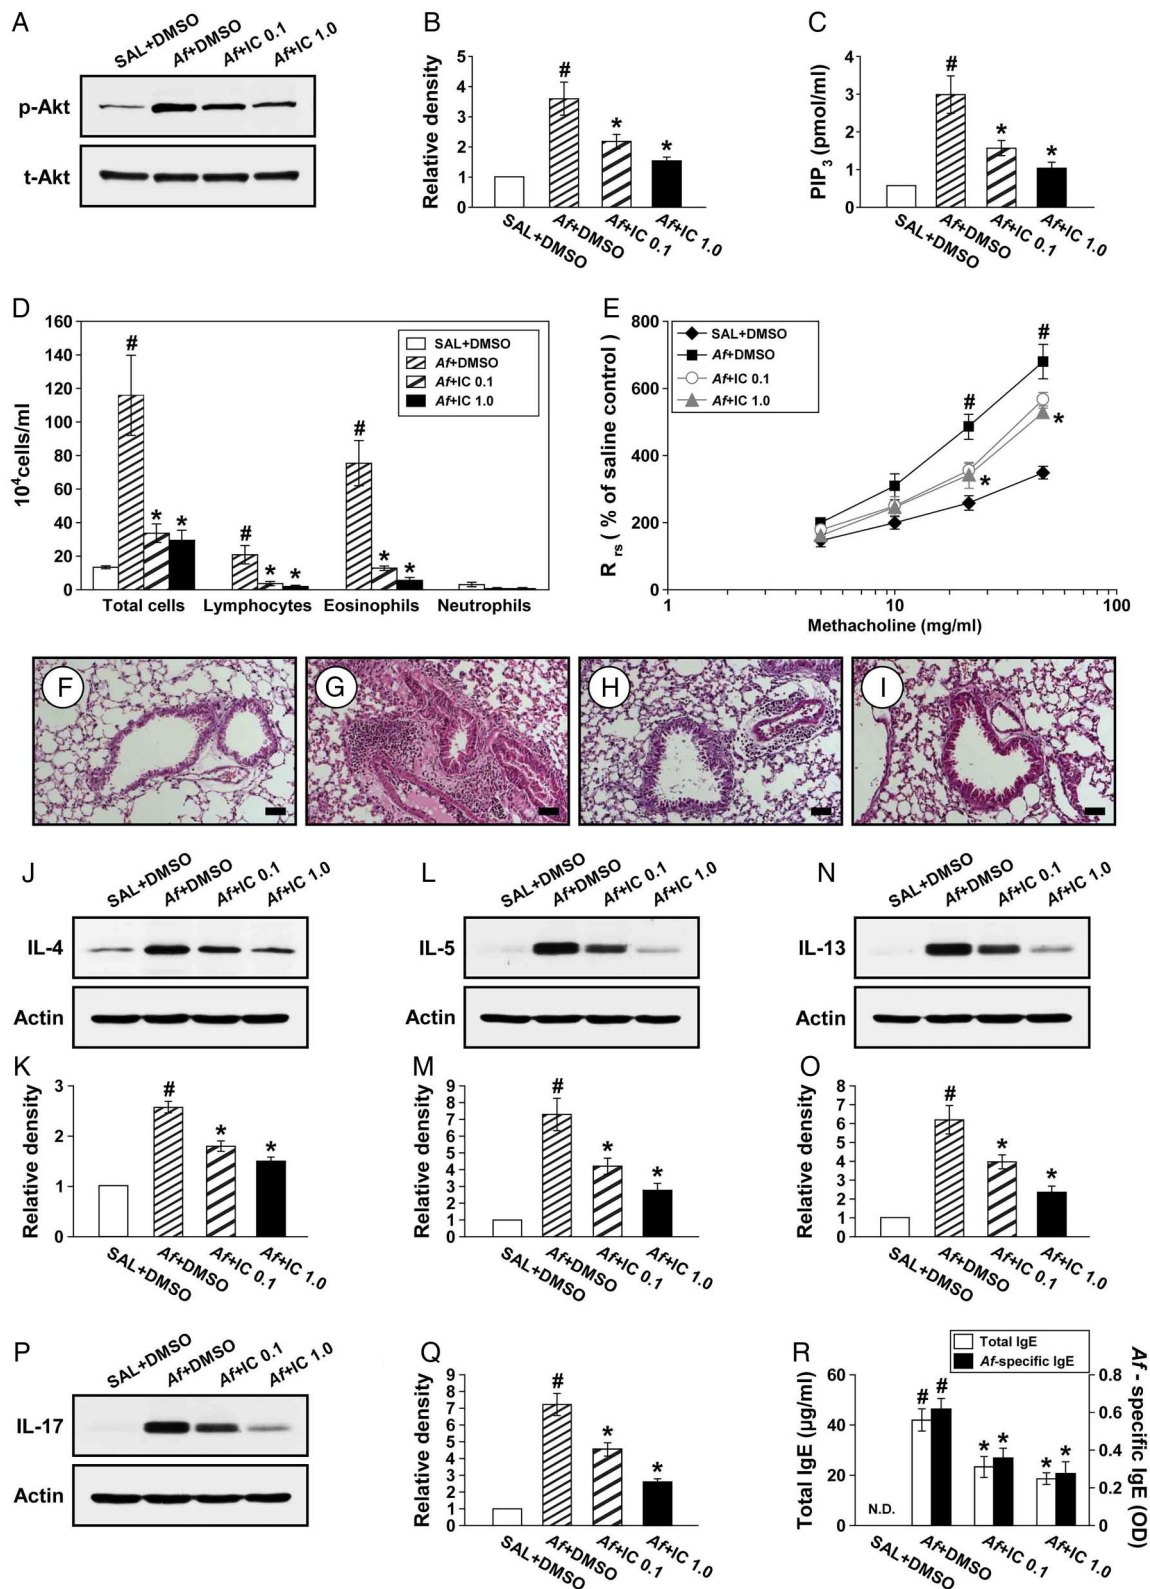 A
SAL+DMSO
Af+DMSO
Af+IC 0.1
Af+IC 1.0
p-Akt
t-Akt
B
Relative density
5
4
3
2
1
0
#
*
*
SAL+DMSO
Af+DMSO
Af+IC 0.1
Af+IC 1.0
C
PIP3 (pmol/ml)
4
3
2
1
0
#
*
*
SAL+DMSO
Af+DMSO
Af+IC 0.1
Af+IC 1.0
D
10⁴cells/ml
160
140
120
100
80
60
40
20
0
SAL+DMSO
Af+DMSO
Af+IC 0.1
Af+IC 1.0
#
*
*
#
*
*
#
*
*
Total cells
Lymphocytes
Eosinophils
Neutrophils
E
Rrs ( % of saline control)
800
600
400
200
0
SAL+DMSO
Af+DMSO
Af+IC 0.1
Af+IC 1.0
#
#
*
*
1
10
100
Methacholine (mg/ml)
F
G
H
I
J
SAL+DMSO
Af+DMSO
Af+IC 0.1
Af+IC 1.0
IL-4
Actin
L
SAL+DMSO
Af+DMSO
Af+IC 0.1
Af+IC 1.0
IL-5
Actin
N
SAL+DMSO
Af+DMSO
Af+IC 0.1
Af+IC 1.0
IL-13
Actin
K
Relative density
3
2
1
0
#
*
*
SAL+DMSO
Af+DMSO
Af+IC 0.1
Af+IC 1.0
M
Relative density
9
8
7
6
5
4
3
2
1
0
#
*
*
SAL+DMSO
Af+DMSO
Af+IC 0.1
Af+IC 1.0
O
Relative density
8
7
6
5
4
3
2
1
0
#
*
*
SAL+DMSO
Af+DMSO
Af+IC 0.1
Af+IC 1.0
P
SAL+DMSO
Af+DMSO
Af+IC 0.1
Af+IC 1.0
IL-17
Actin
Q
Relative density
9
8
7
6
5
4
3
2
1
0
#
*
*
SAL+DMSO
Af+DMSO
Af+IC 0.1
Af+IC 1.0
R
Total IgE
Af-specific IgE
Total IgE (µg/ml)
60
40
20
0
N.D.
# #
* *
* *
0.8
0.6
0.4
0.2
0
Af - specific IgE (OD)
SAL+DMSO
Af+DMSO
Af+IC 0.1
Af+IC 1.0